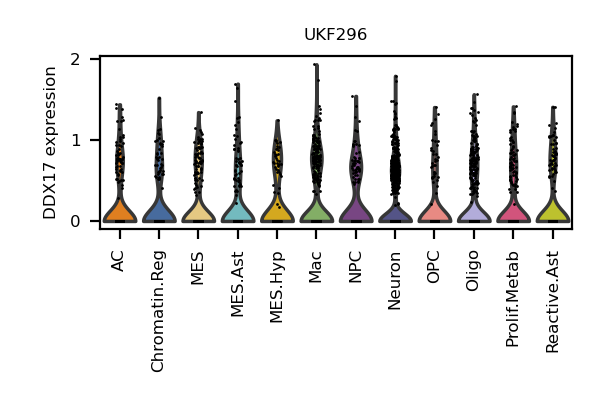 UKF296
DDX17 expression
2
1
0
AC
Chromatin.Reg
MES
MES.Ast
MES.Hyp
Mac
NPC
Neuron
OPC
Oligo
Prolif.Metab
Reactive.Ast